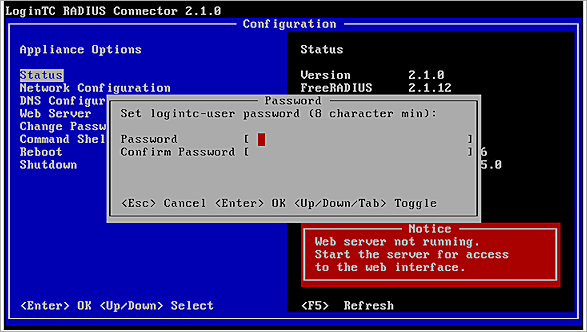 LoginTC RADIUS Connector 2.1.0
Configuration
Appliance Options
Status
Status
Version 2.1.0
Network Configuration
FreeRADIUS 2.1.12
DNS Configur
Password
Web Server
Set logintc-user password (8 character min):
Change Passw
Command Shel
Password [ ]
Reboot
Confirm Password [ ]
6
Shutdown
5.0
<Esc> Cancel <Enter> OK <Up/Down/Tab> Toggle
Notice
Web server not running.
Start the server for access
to the web interface.
<Enter> OK <Up/Down> Select
<F5> Refresh